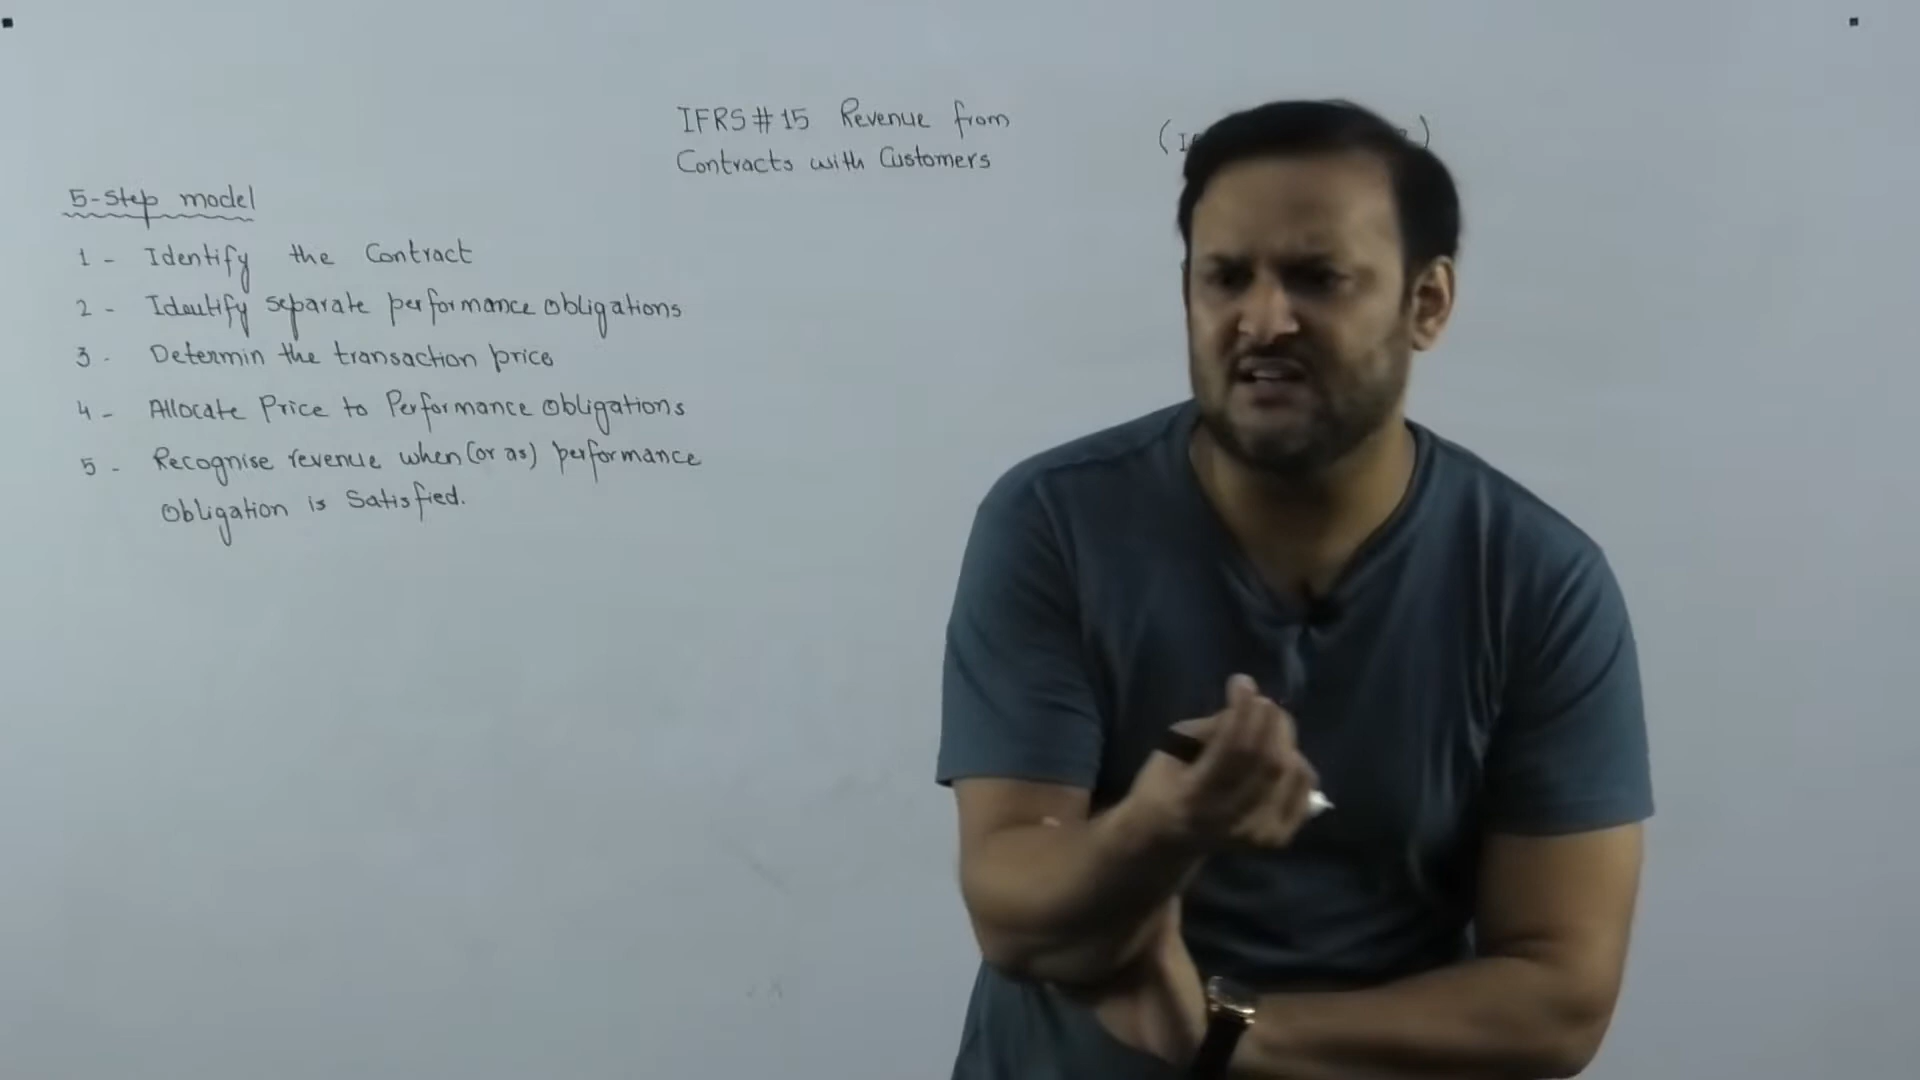 IFRS#15 Revenue from
Contracts with Customers
5-Step model
1- Identify the Contract
2- Identify separate performance obligations
3- Determin the transaction price
4- Allocate Price to Performance Obligations
5- Recognise revenue when (or as) performance
Obligation is Satisfied.